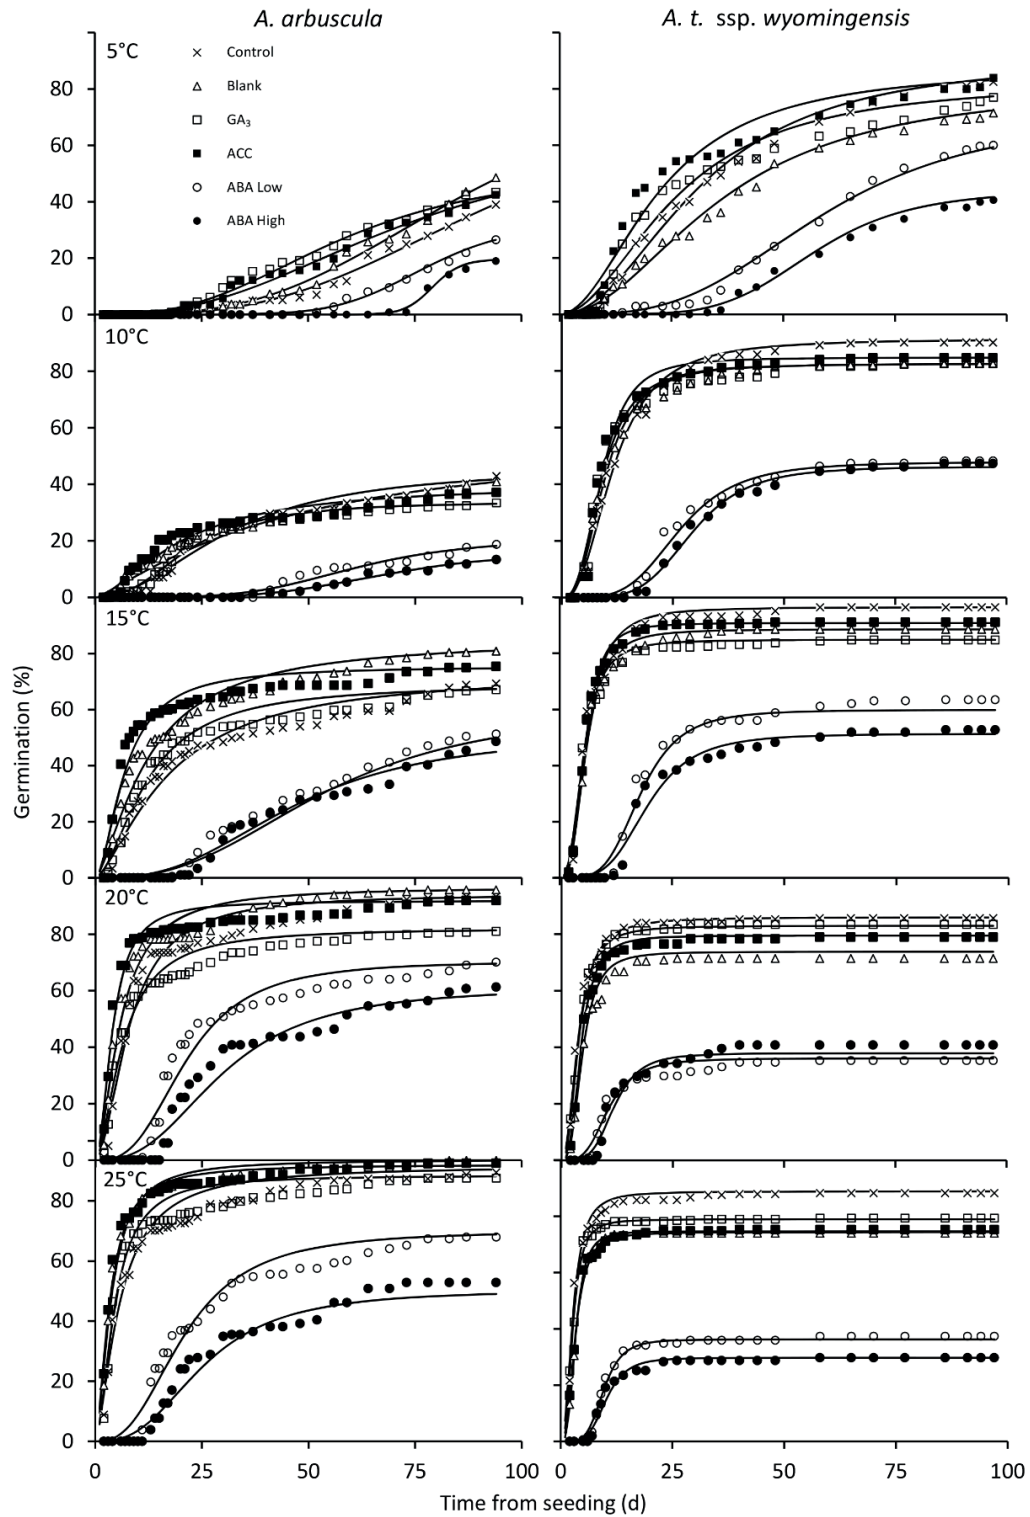 A. arbuscula
A. t. ssp. wyomingensis
5°C
Control
Blank
GA₃
ACC
ABA Low
ABA High
80
60
40
20
0
10°C
80
60
40
20
0
15°C
80
60
40
20
0
20°C
80
60
40
20
0
25°C
80
60
40
20
0
Germination (%)
0 25 50 75 100
0 25 50 75 100
Time from seeding (d)